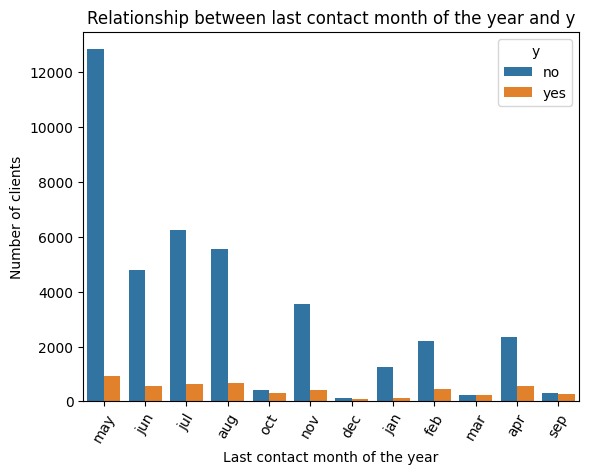 Relationship between last contact month of the year and y
y
no
yes
12000
10000
8000
6000
4000
2000
0
Number of clients
may jun jul aug oct nov dec jan feb mar apr sep
Last contact month of the year